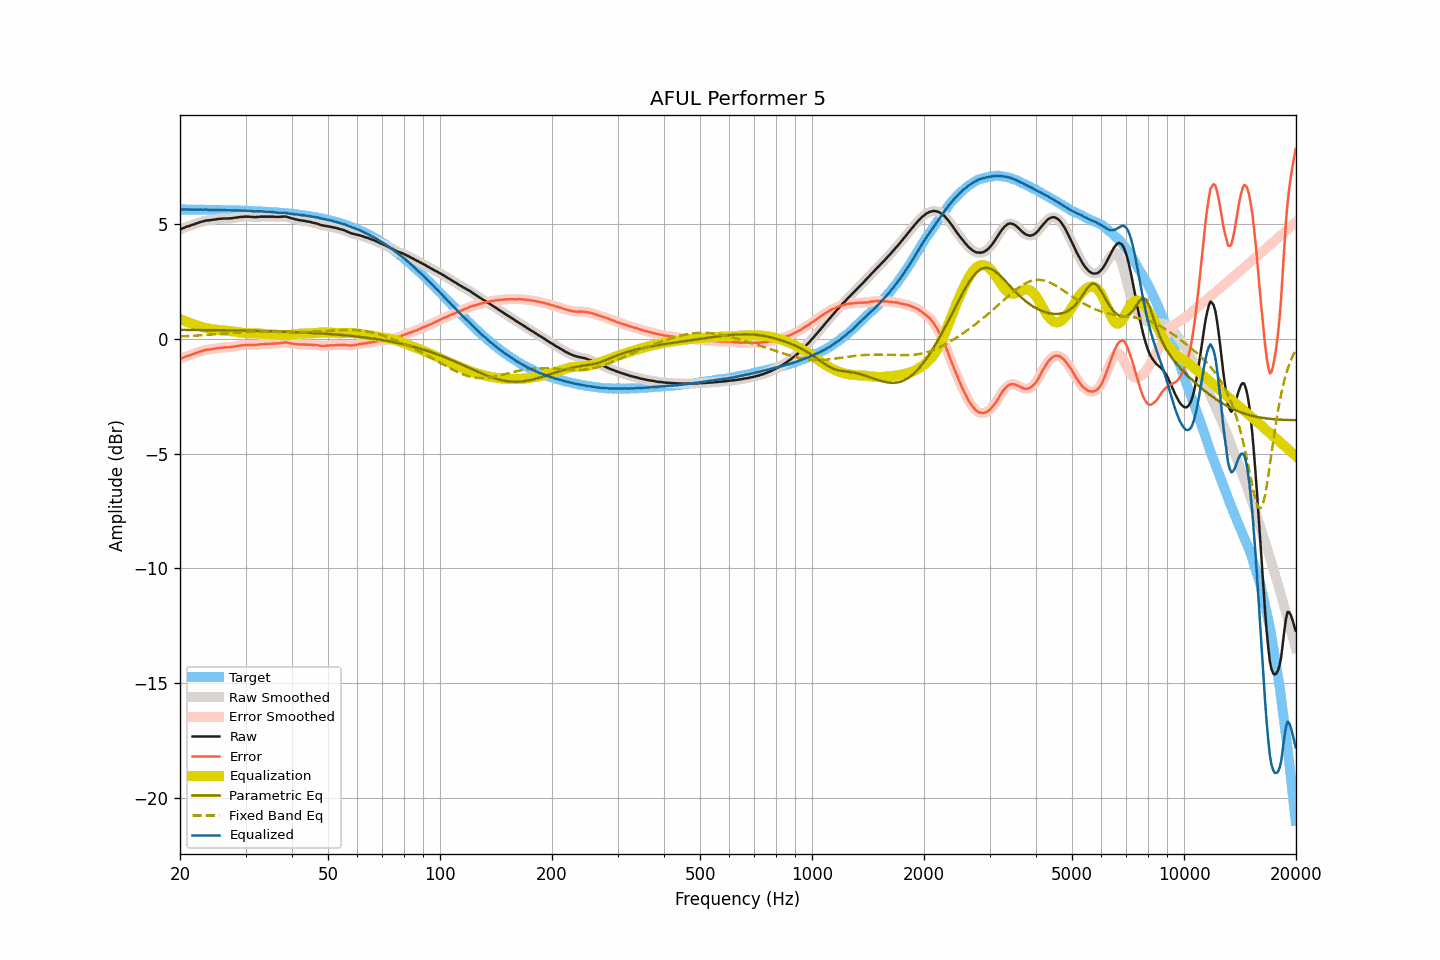 AFUL Performer 5
Amplitude (dBr)
5
0
−5
−10
−15
−20
Target
Raw Smoothed
Error Smoothed
Raw
Error
Equalization
Parametric Eq
Fixed Band Eq
Equalized
20 50 100 200 500 1000 2000 5000 10000 20000
Frequency (Hz)